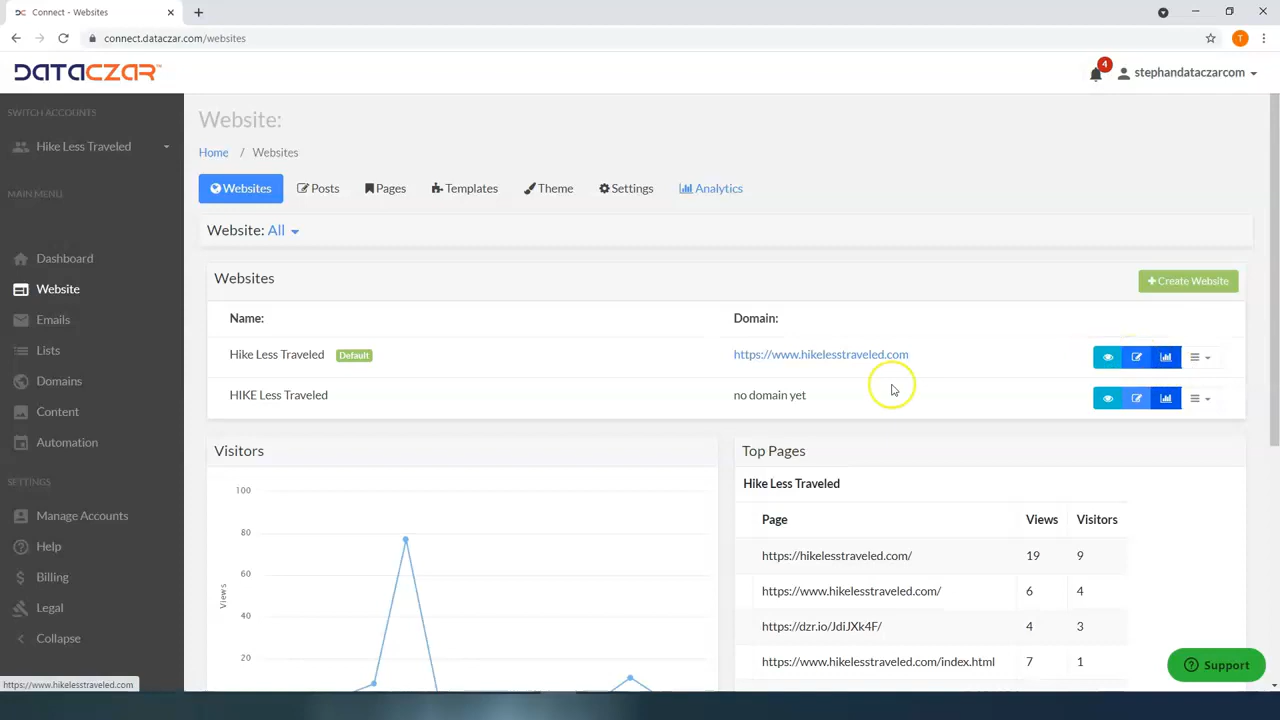 Connect - Websites
connect.dataczar.com/websites
T
DATACZAR™
4
stephandataczarcom
SWITCH ACCOUNTS
Hike Less Traveled
MAIN MENU
Dashboard
Website
Emails
Lists
Domains
Content
Automation
SETTINGS
Manage Accounts
Help
Billing
Legal
Collapse
https://www.hikelesstraveled.com
Website:
Home / Websites
Websites Posts Pages Templates Theme Settings Analytics
Website: All
Websites
+ Create Website
Name: Domain:
Hike Less Traveled Default https://www.hikelesstraveled.com
HIKE Less Traveled no domain yet
Visitors
100
80
60
40
20
Views
Top Pages
Hike Less Traveled
Page Views Visitors
https://hikelesstraveled.com/ 19 9
https://www.hikelesstraveled.com/ 6 4
https://dzr.io/JdiJXk4F/ 4 3
https://www.hikelesstraveled.com/index.html 7 1
Support